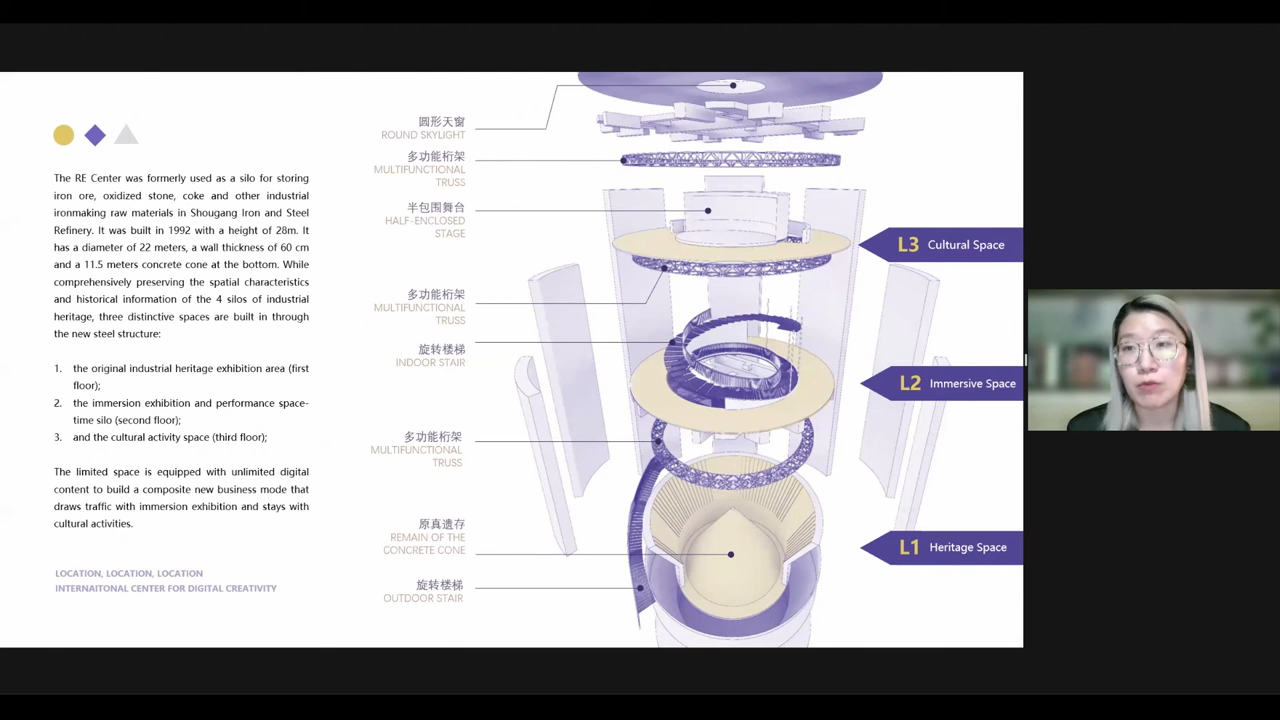 The RE Center was formerly used as a silo for storing
iron ore, oxidized stone, coke and other industrial
ironmaking raw materials in Shougang Iron and Steel
Refinery. It was built in 1992 with a height of 28m. It
has a diameter of 22 meters, a wall thickness of 60 cm
and a 11.5 meters concrete cone at the bottom. While
comprehensively preserving the spatial characteristics
and historical information of the 4 silos of industrial
heritage, three distinctive spaces are built in through
the new steel structure:
1. the original industrial heritage exhibition area (first
floor);
2. the immersion exhibition and performance space-
time silo (second floor);
3. and the cultural activity space (third floor);
The limited space is equipped with unlimited digital
content to build a composite new business mode that
draws traffic with immersion exhibition and stays with
cultural activities.
LOCATION, LOCATION, LOCATION
INTERNAITONAL CENTER FOR DIGITAL CREATIVITY
圆形天窗
ROUND SKYLIGHT
多功能桁架
MULTIFUNCTIONAL
TRUSS
半包围舞台
HALF-ENCLOSED
STAGE
多功能桁架
MULTIFUNCTIONAL
TRUSS
旋转楼梯
INDOOR STAIR
多功能桁架
MULTIFUNCTIONAL
TRUSS
原真遗存
REMAIN OF THE
CONCRETE CONE
旋转楼梯
OUTDOOR STAIR
L3 Cultural Space
L2 Immersive Space
L1 Heritage Space